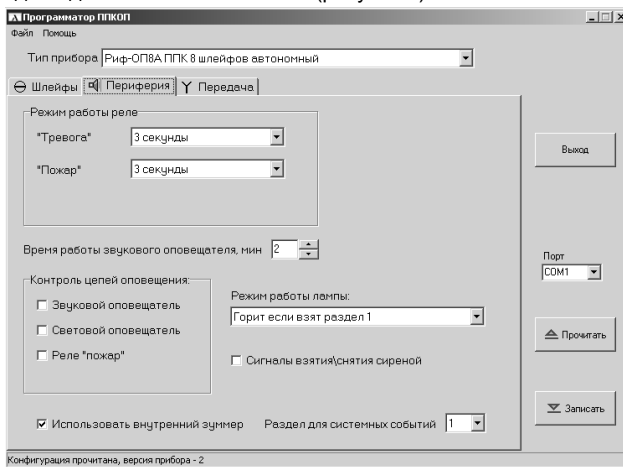 Программатор ППКОП
Файл Помощь
Тип прибора Риф-ОП8А ППК 8 шлейфов автономный
Шлейфы Периферия Передача
Режим работы реле
"Тревога" 3 секунды
"Пожар" 3 секунды
Выход
Время работы звукового оповещателя, мин 2
Порт
COM1
Контроль цепей оповещения:
Звуковой оповещатель
Световой оповещатель
Реле "пожар"
Режим работы лампы:
Горит если взят раздел 1
Сигналы взятия\снятия сиреной
Прочитать
Использовать внутренний зуммер Раздел для системных событий 1
Записать
Конфигурация прочитана, версия прибора - 2